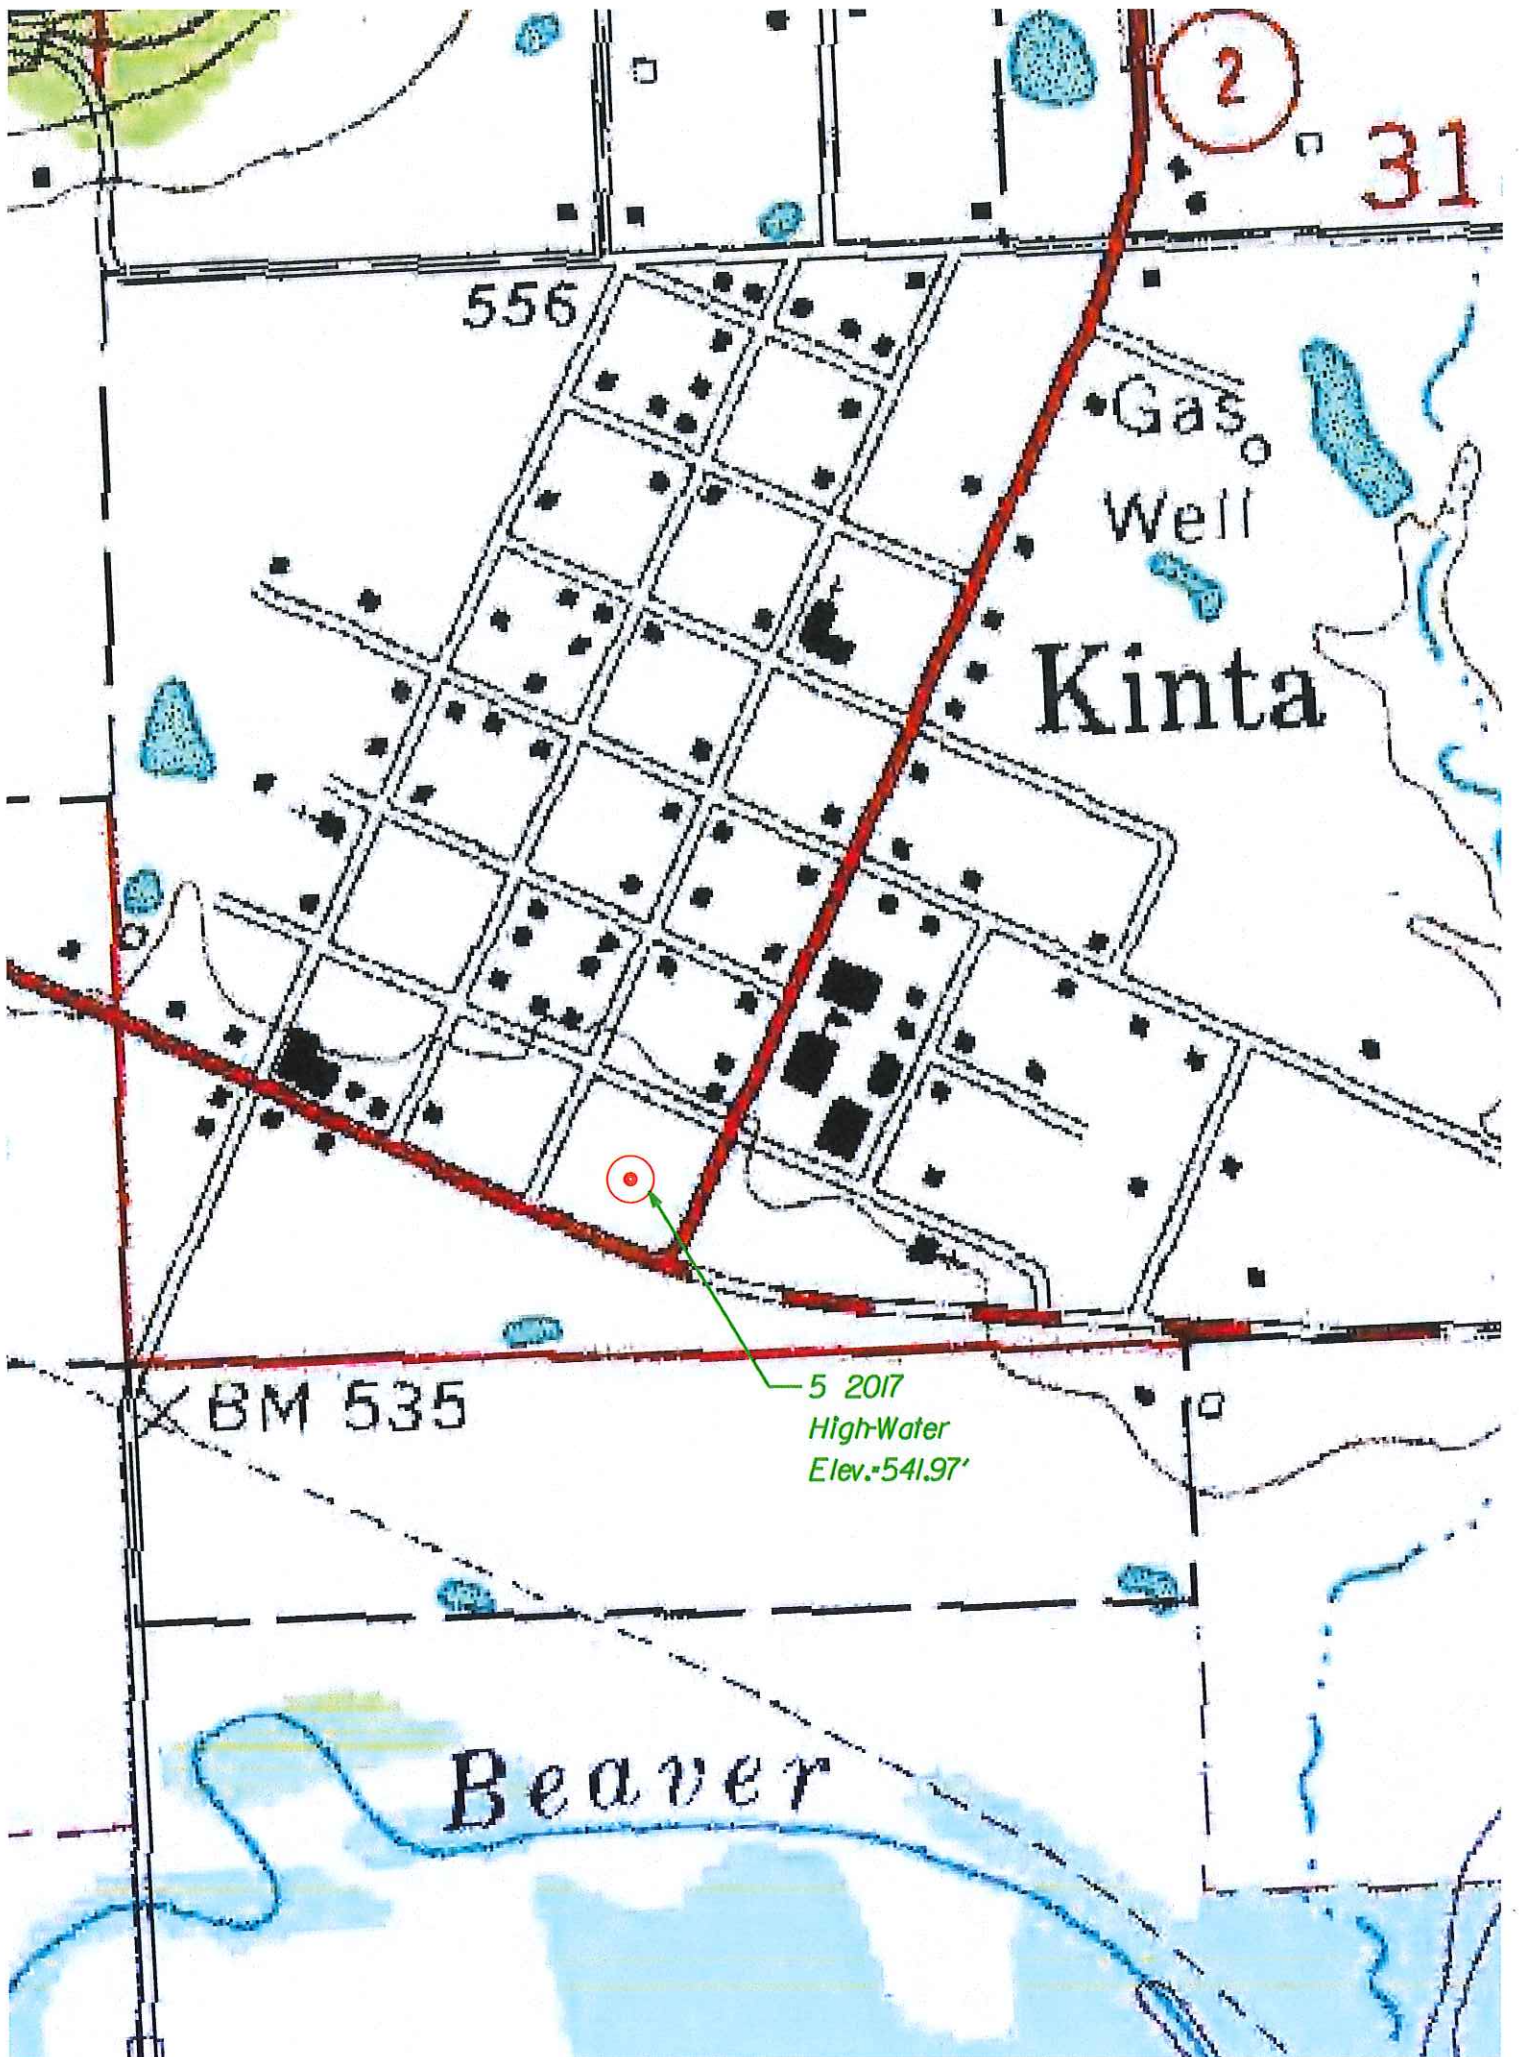 2
31
556
Gas
Well
Kinta
5 2017
High-Water
Elev.=541.97'
BM 535
Beaver